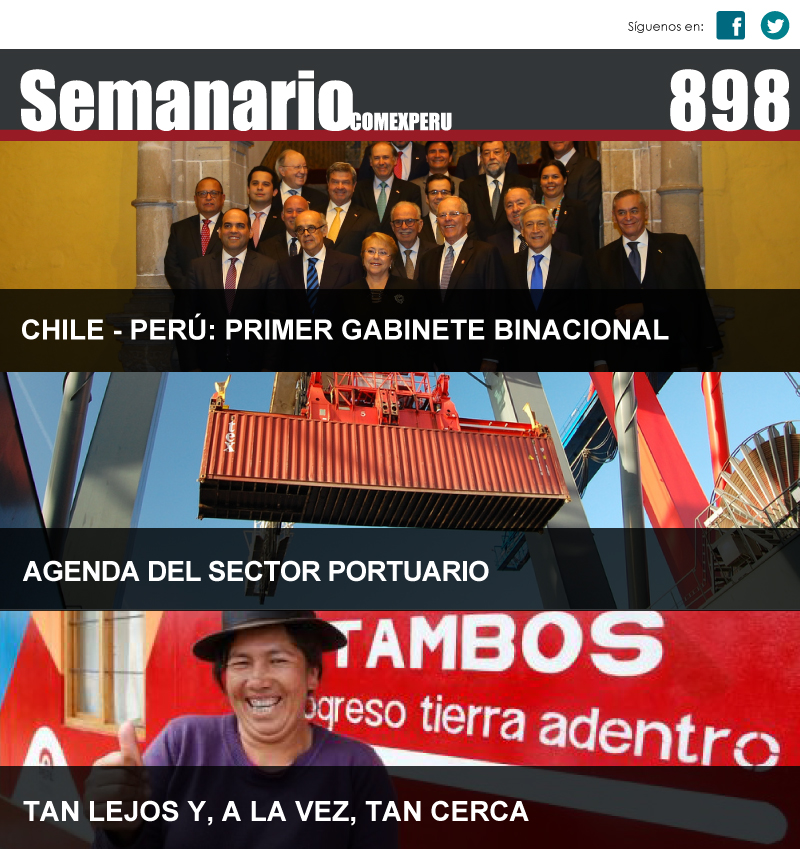 Síguenos en:
Semanario COMEXPERU 898
CHILE - PERÚ: PRIMER GABINETE BINACIONAL
AGENDA DEL SECTOR PORTUARIO
TAMBOS
ogreso tierra adentro
TAN LEJOS Y, A LA VEZ, TAN CERCA